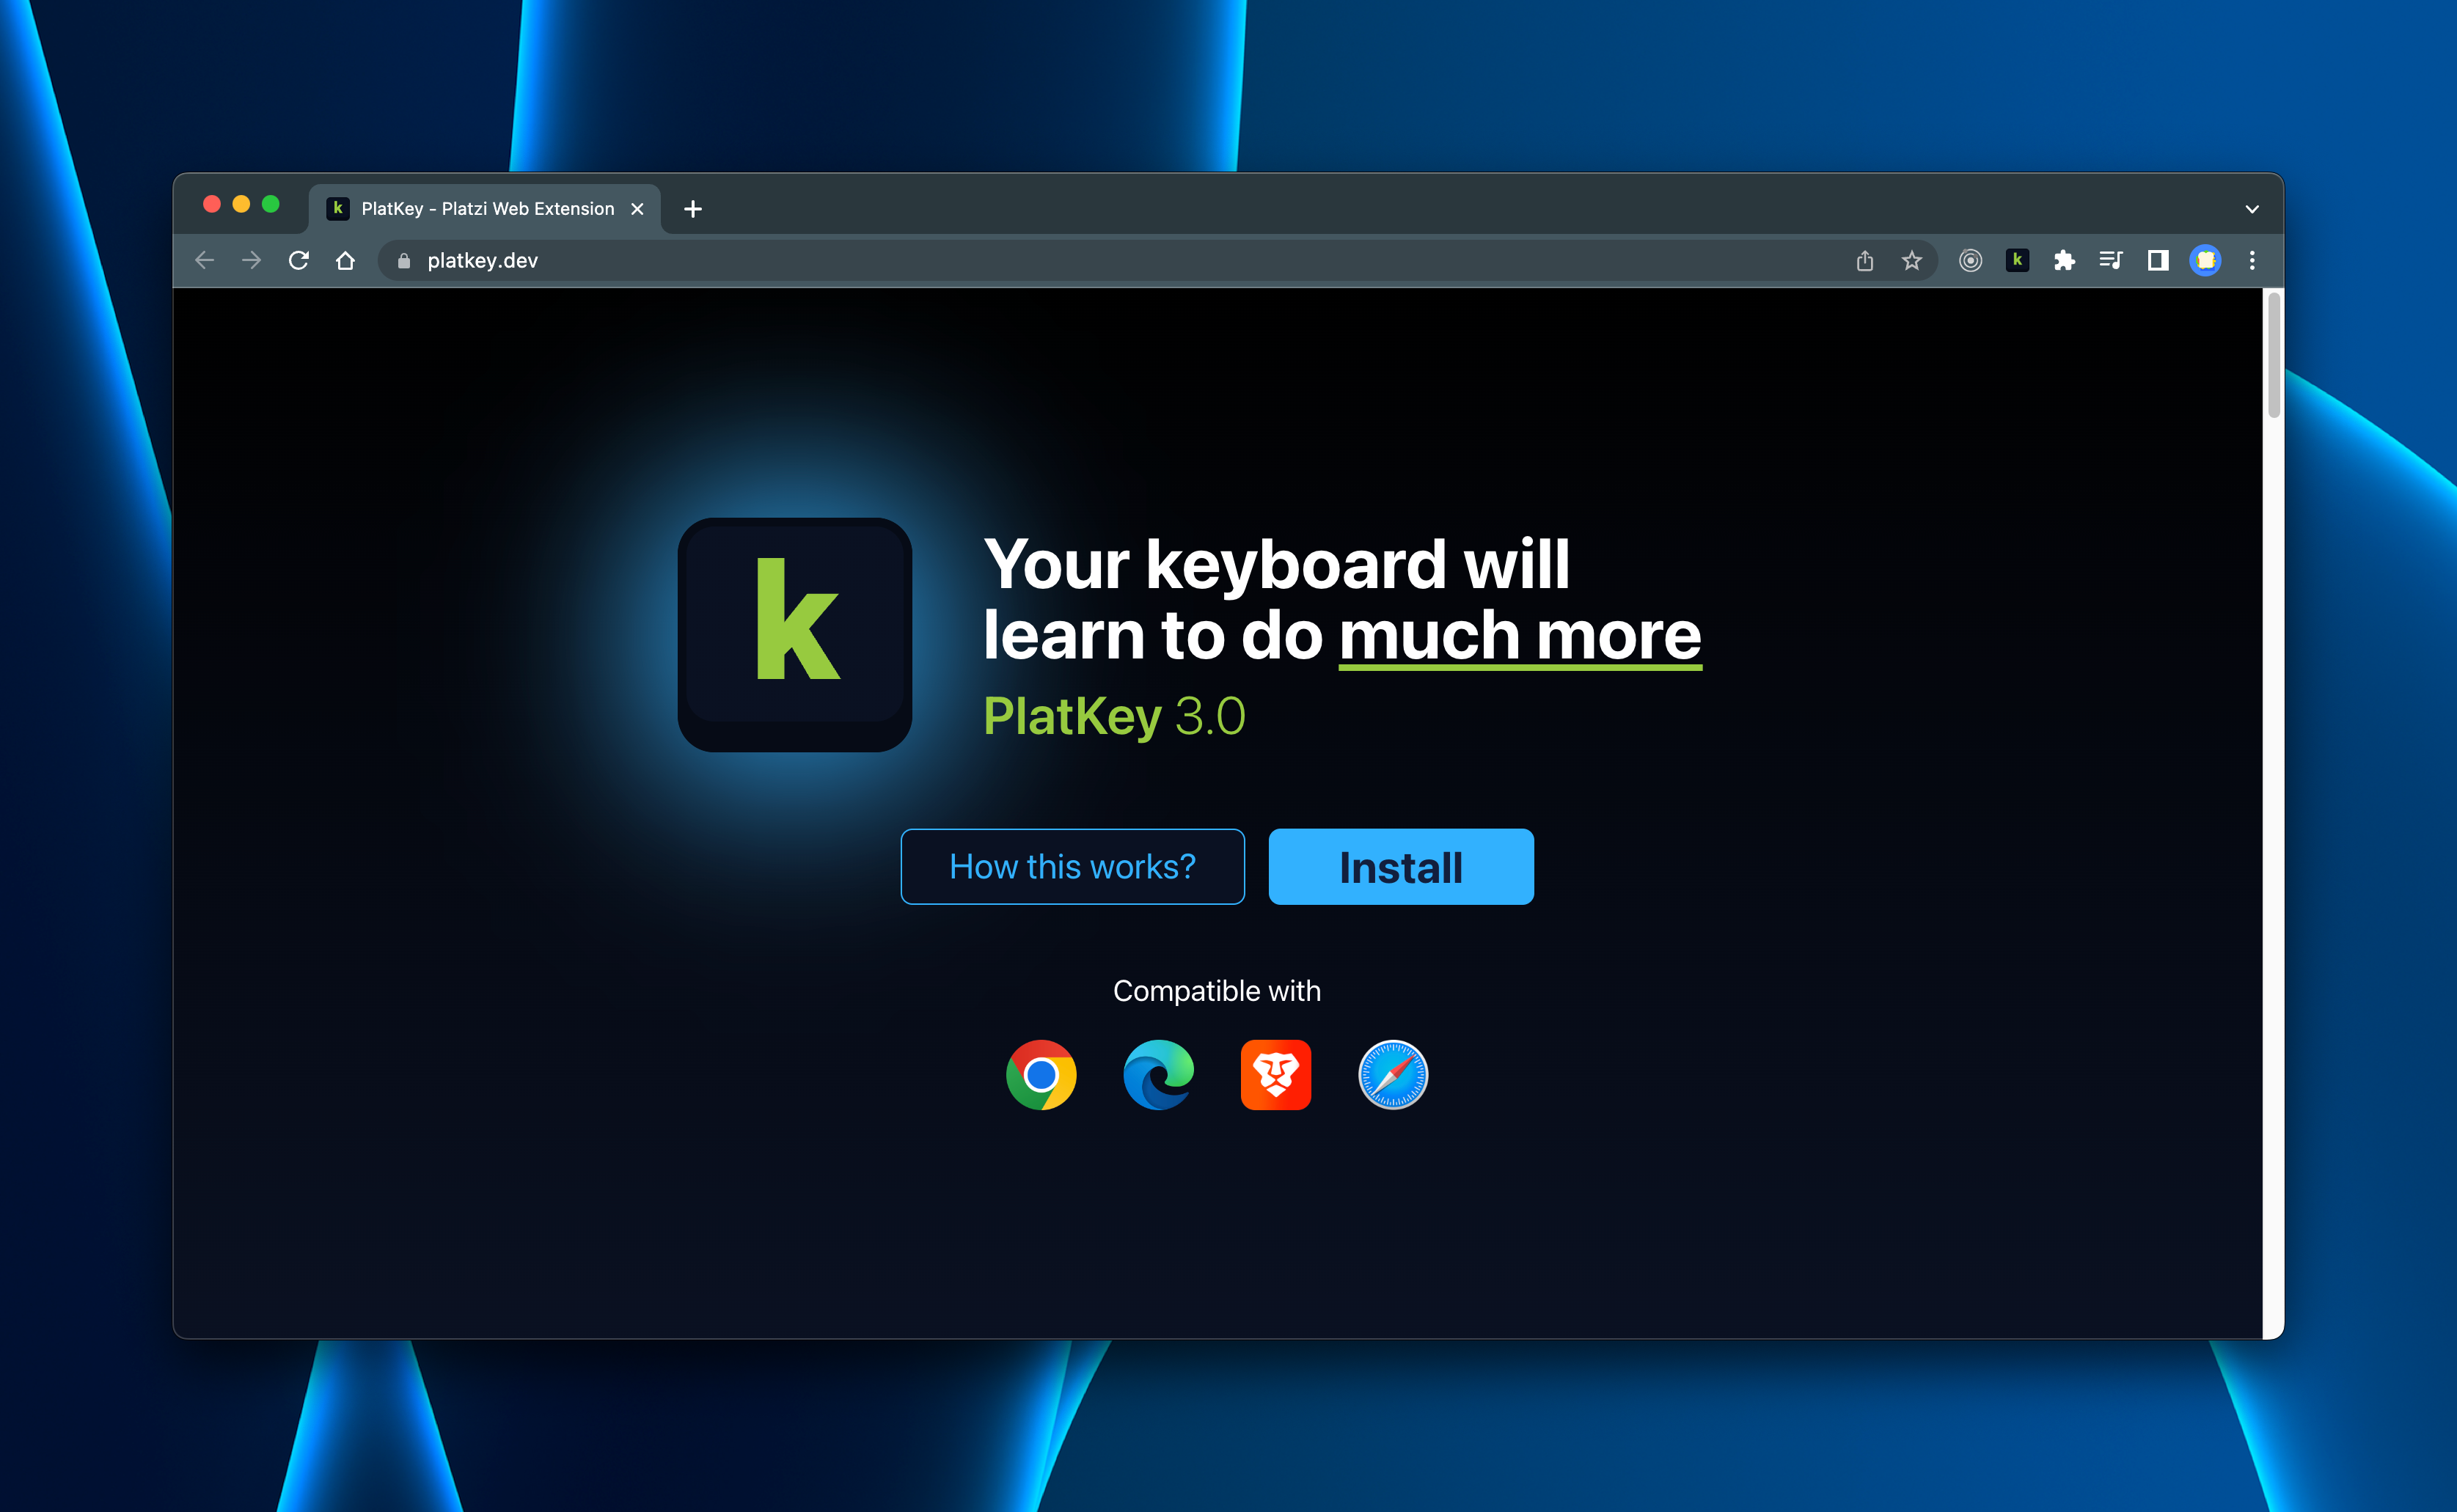 k PlatKey - Platzi Web Extension
platkey.dev
k
k
Your keyboard will
learn to do much more
PlatKey 3.0
How this works?
Install
Compatible with